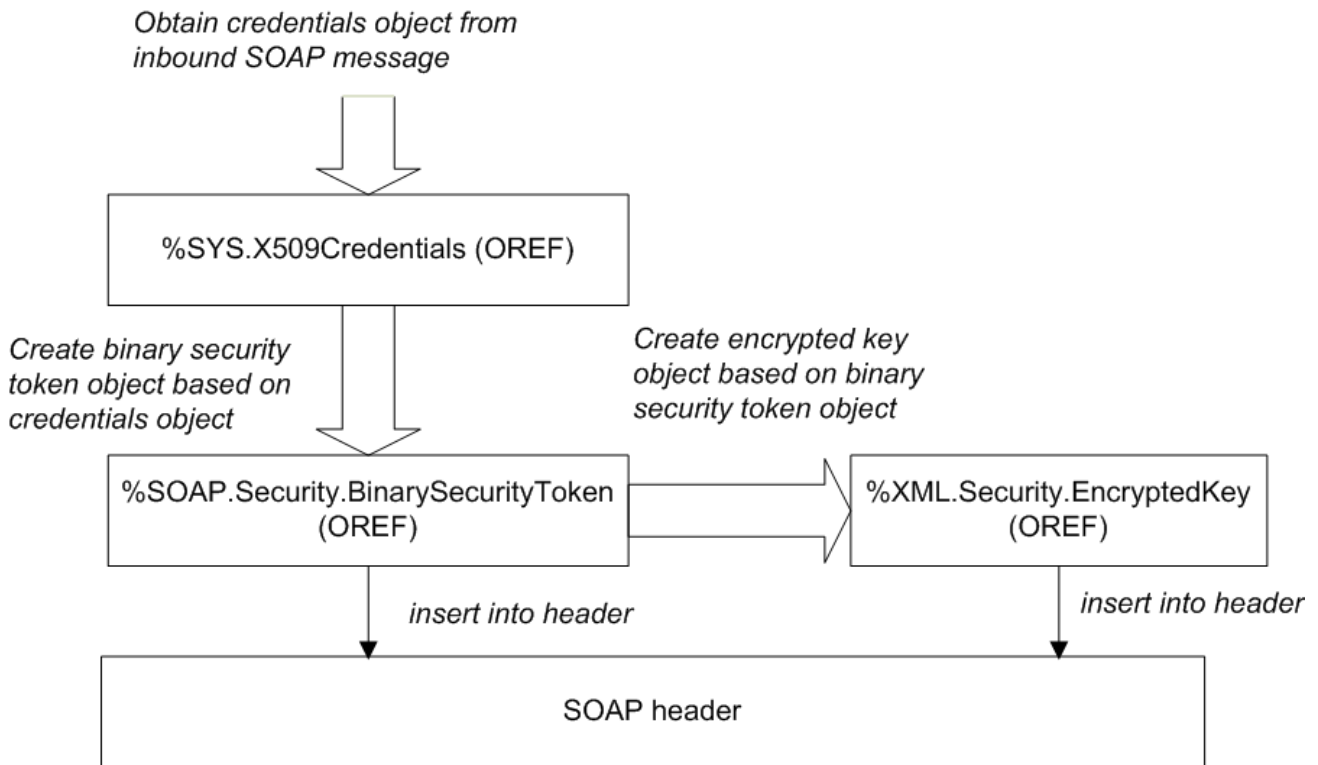 Obtain credentials object from
inbound SOAP message
%SYS.X509Credentials (OREF)
Create binary security
token object based on
credentials object
Create encrypted key
object based on binary
security token object
%SOAP.Security.BinarySecurityToken
(OREF)
%XML.Security.EncryptedKey
(OREF)
insert into header
insert into header
SOAP header